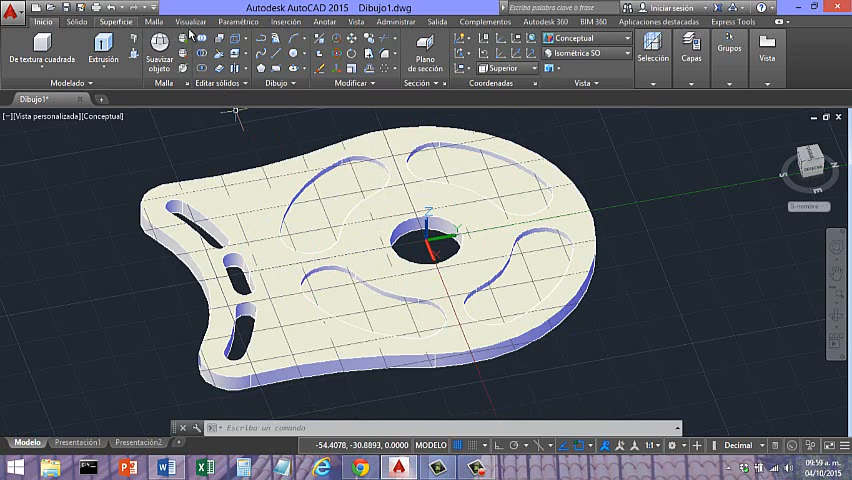 Autodesk AutoCAD 2015 Dibujo1.dwg
Escriba palabra clave o frase
Iniciar sesión
Inicio Sólido Superficie Malla Visualizar Paramétrico Inserción Anotar Vista Administrar Salida Complementos Autodesk 360 BIM 360 Aplicaciones destacadas Express Tools
De textura cuadrada
Extrusión
Suavizar objeto
Plano de sección
Conceptual
Isométrica SO
Superior
Selección
Capas
Grupos
Vista
Modelado
Malla
Editar sólidos
Dibujo
Modificar
Sección
Coordenadas
Vista
Dibujo1*
[−][Vista personalizada][Conceptual]
N
S
E
S-nombre
Z
X
Escriba un comando
Modelo Presentación1 Presentación2
-54.4078, -30.8893, 0.0000 MODELO
1:1
Decimal
09:59 a. m.
04/10/2015